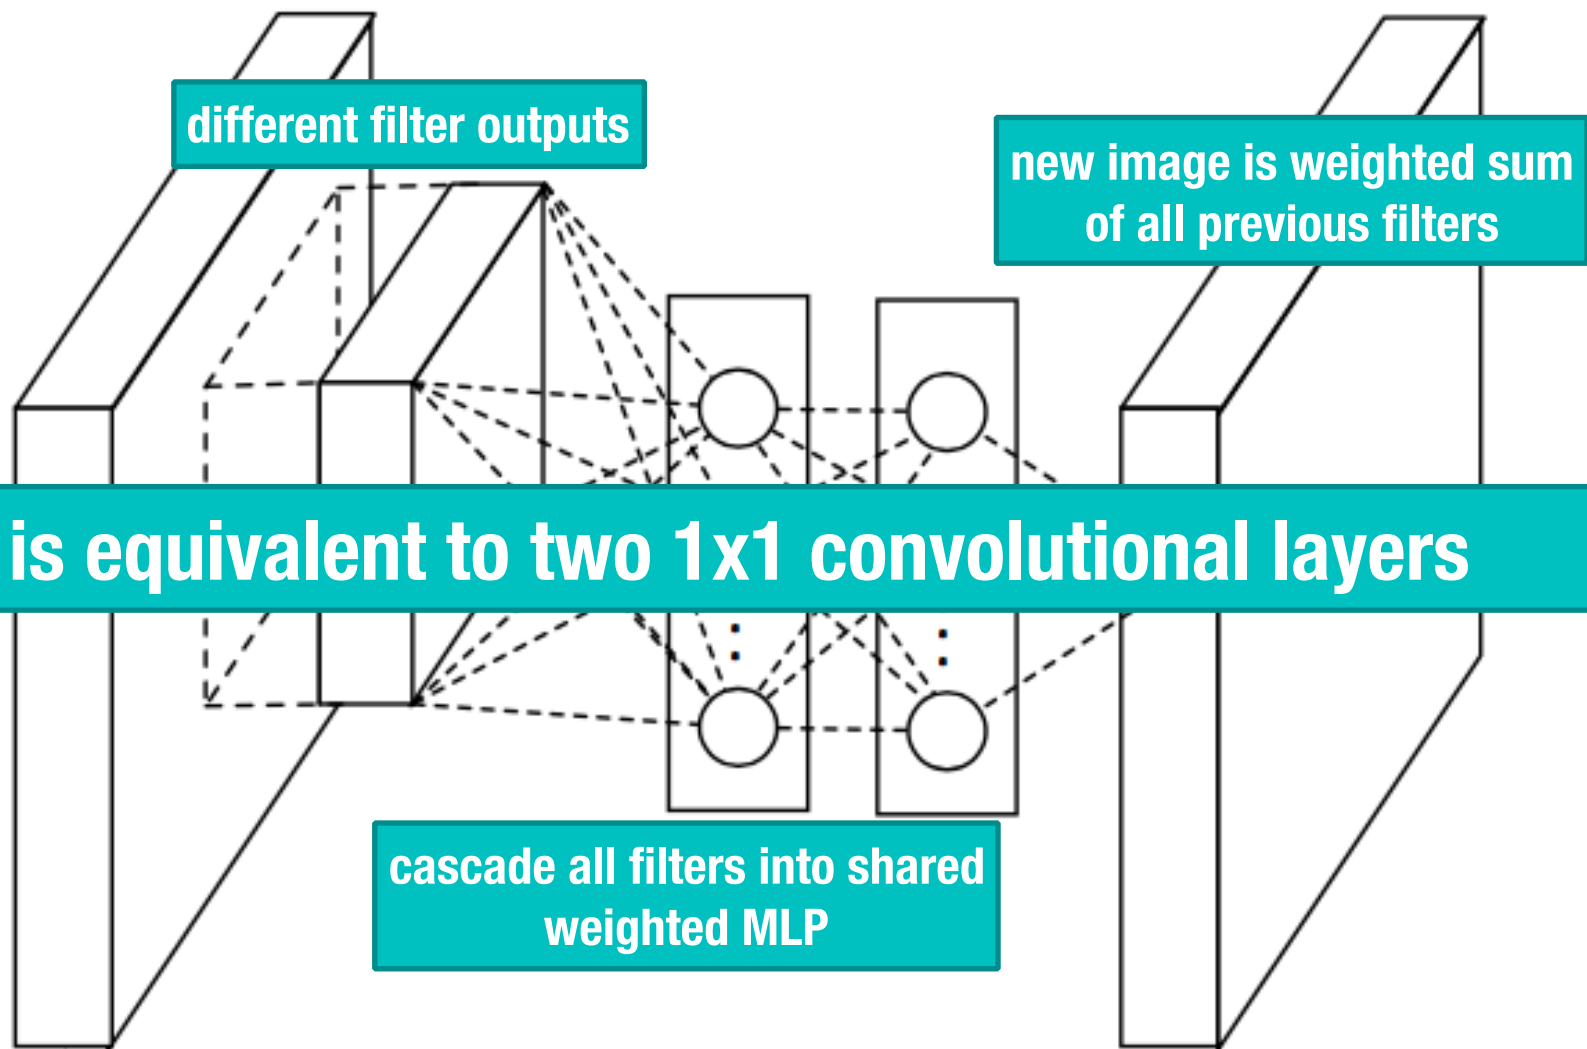 different filter outputs
new image is weighted sum
of all previous filters
is equivalent to two 1x1 convolutional layers
cascade all filters into shared
weighted MLP